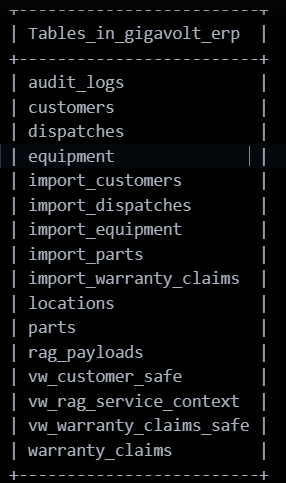 +--------------------------+
| Tables_in_gigavolt_erp   |
+--------------------------+
| audit_logs               |
| customers                |
| dispatches               |
| equipment                |
| import_customers         |
| import_dispatches        |
| import_equipment         |
| import_parts             |
| import_warranty_claims   |
| locations                |
| parts                    |
| rag_payloads             |
| vw_customer_safe         |
| vw_rag_service_context   |
| vw_warranty_claims_safe  |
| warranty_claims          |
+--------------------------+